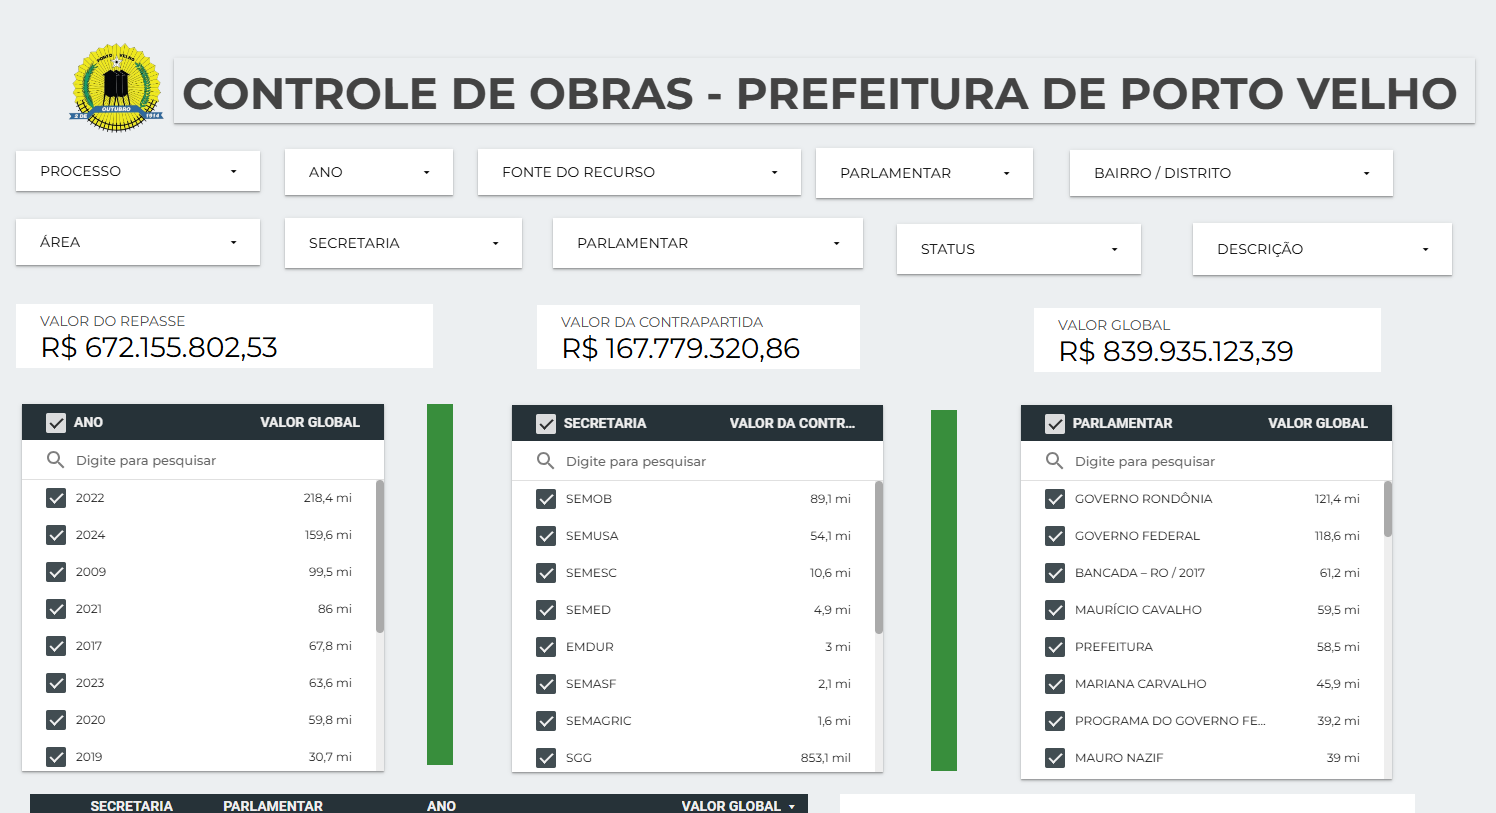 PORTO VELHO
OUTUBRO
2 DE 1914
CONTROLE DE OBRAS - PREFEITURA DE PORTO VELHO
PROCESSO
ANO
FONTE DO RECURSO
PARLAMENTAR
BAIRRO / DISTRITO
ÁREA
SECRETARIA
PARLAMENTAR
STATUS
DESCRIÇÃO
VALOR DO REPASSE
R$ 672.155.802,53
VALOR DA CONTRAPARTIDA
R$ 167.779.320,86
VALOR GLOBAL
R$ 839.935.123,39
ANO VALOR GLOBAL
Digite para pesquisar
2022 218,4 mi
2024 159,6 mi
2009 99,5 mi
2021 86 mi
2017 67,8 mi
2023 63,6 mi
2020 59,8 mi
2019 30,7 mi
SECRETARIA VALOR DA CONTR...
Digite para pesquisar
SEMOB 89,1 mi
SEMUSA 54,1 mi
SEMESC 10,6 mi
SEMED 4,9 mi
EMDUR 3 mi
SEMASF 2,1 mi
SEMAGRIC 1,6 mi
SGG 853,1 mil
PARLAMENTAR VALOR GLOBAL
Digite para pesquisar
GOVERNO RONDÔNIA 121,4 mi
GOVERNO FEDERAL 118,6 mi
BANCADA – RO / 2017 61,2 mi
MAURÍCIO CAVALHO 59,5 mi
PREFEITURA 58,5 mi
MARIANA CARVALHO 45,9 mi
PROGRAMA DO GOVERNO FE... 39,2 mi
MAURO NAZIF 39 mi
SECRETARIA PARLAMENTAR ANO VALOR GLOBAL